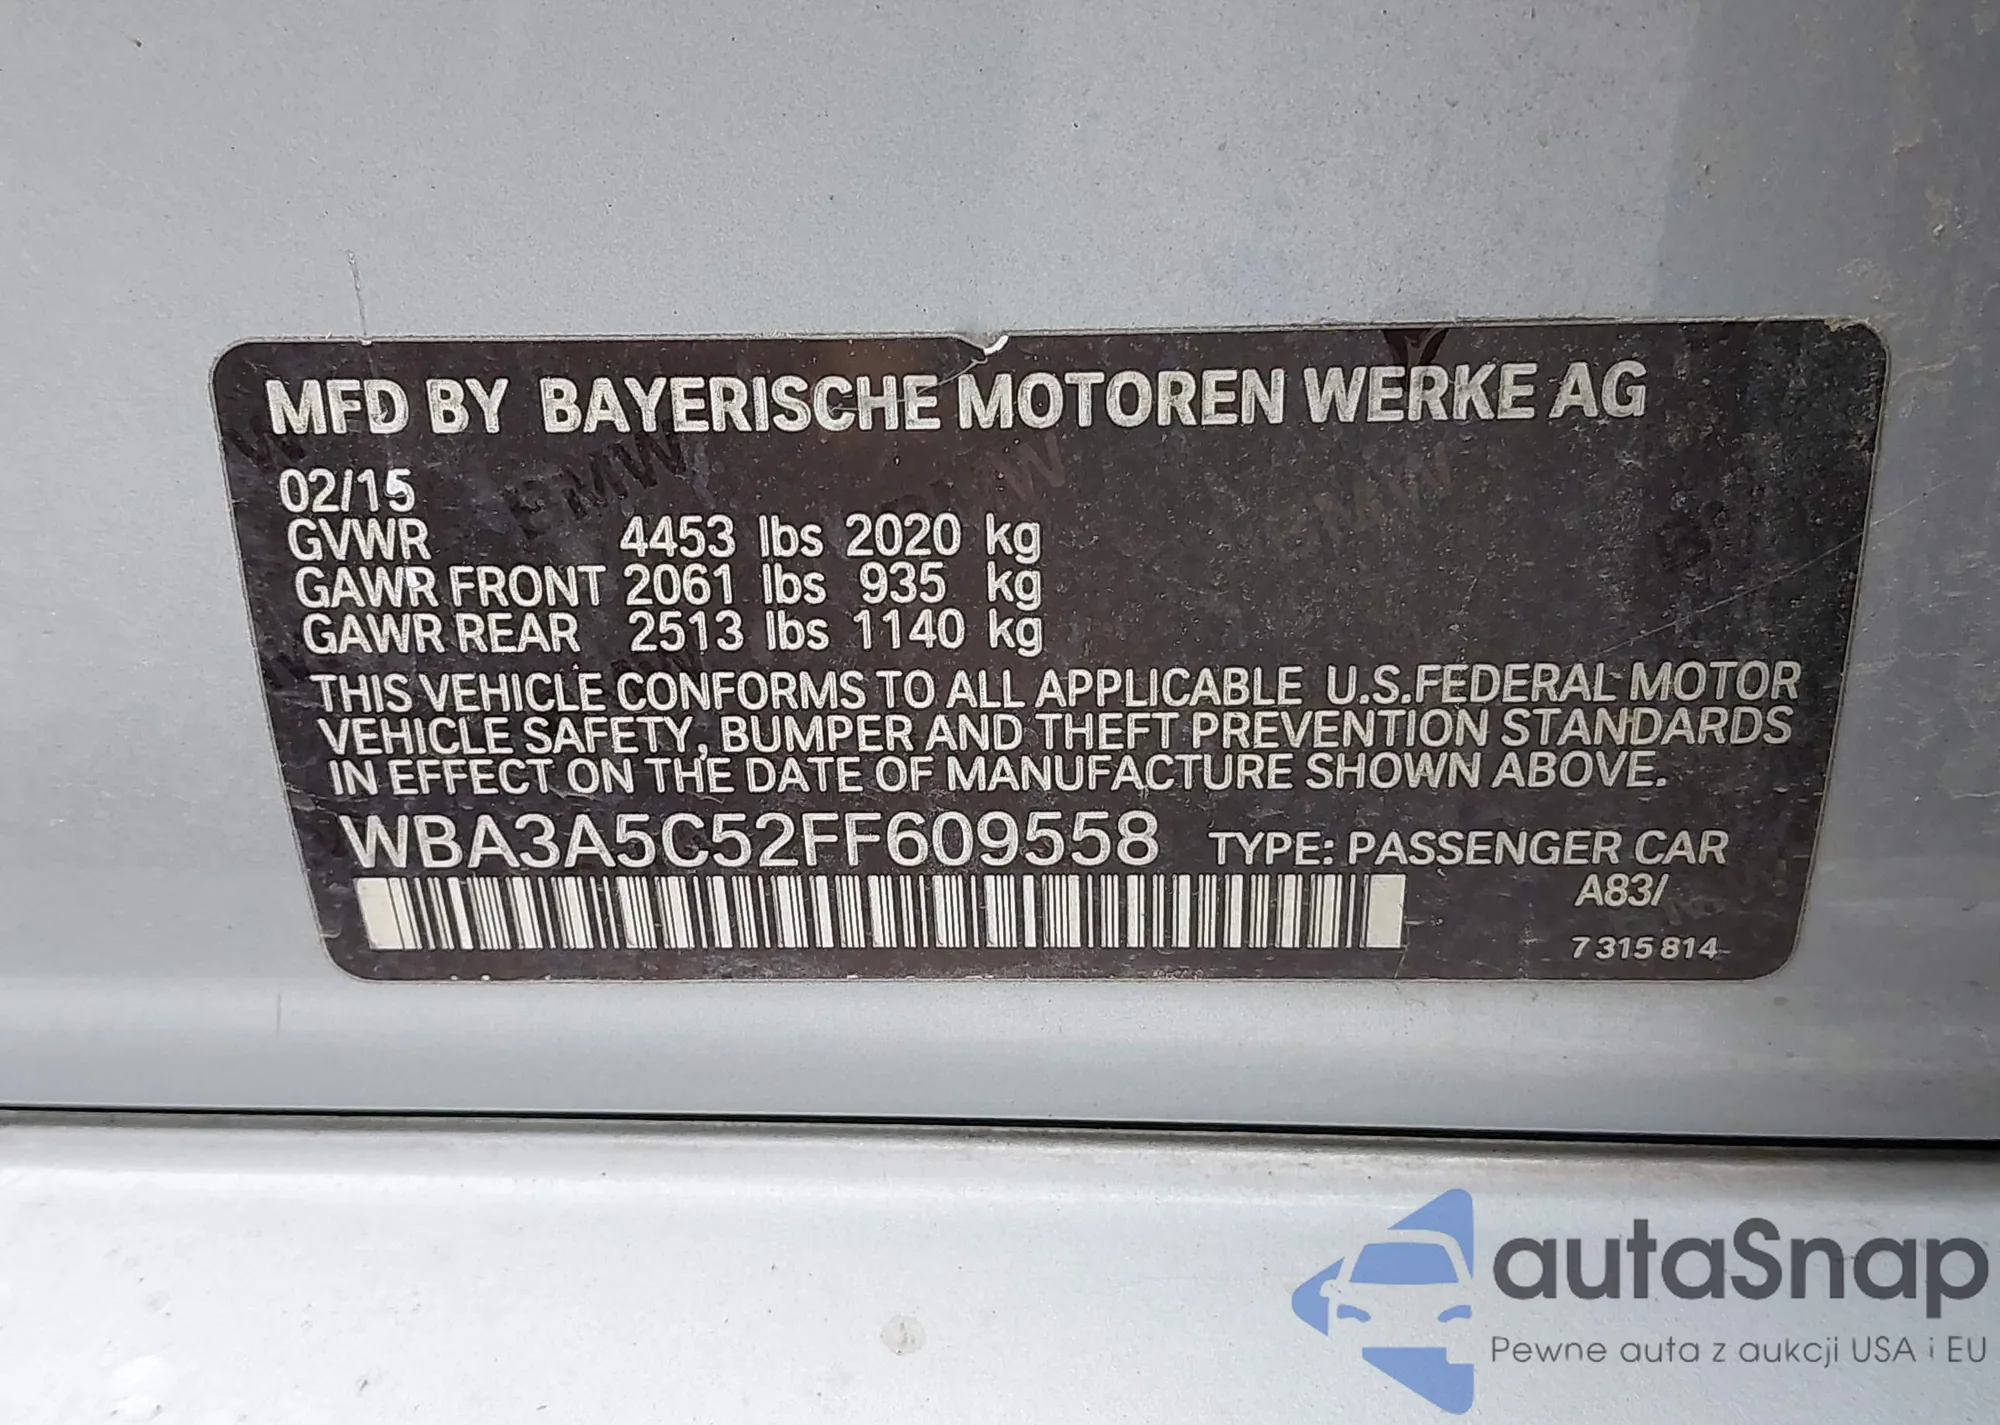 MFD BY BAYERISCHE MOTOREN WERKE AG
02/15
GVWR 4453 lbs 2020 kg
GAWR FRONT 2061 lbs 935 kg
GAWR REAR 2513 lbs 1140 kg
THIS VEHICLE CONFORMS TO ALL APPLICABLE U.S.FEDERAL MOTOR
VEHICLE SAFETY, BUMPER AND THEFT PREVENTION STANDARDS
IN EFFECT ON THE DATE OF MANUFACTURE SHOWN ABOVE.
WBA3A5C52FF609558 TYPE: PASSENGER CAR
A83/
7 315 814
autaSnap
Pewne auta z aukcji USA i EU